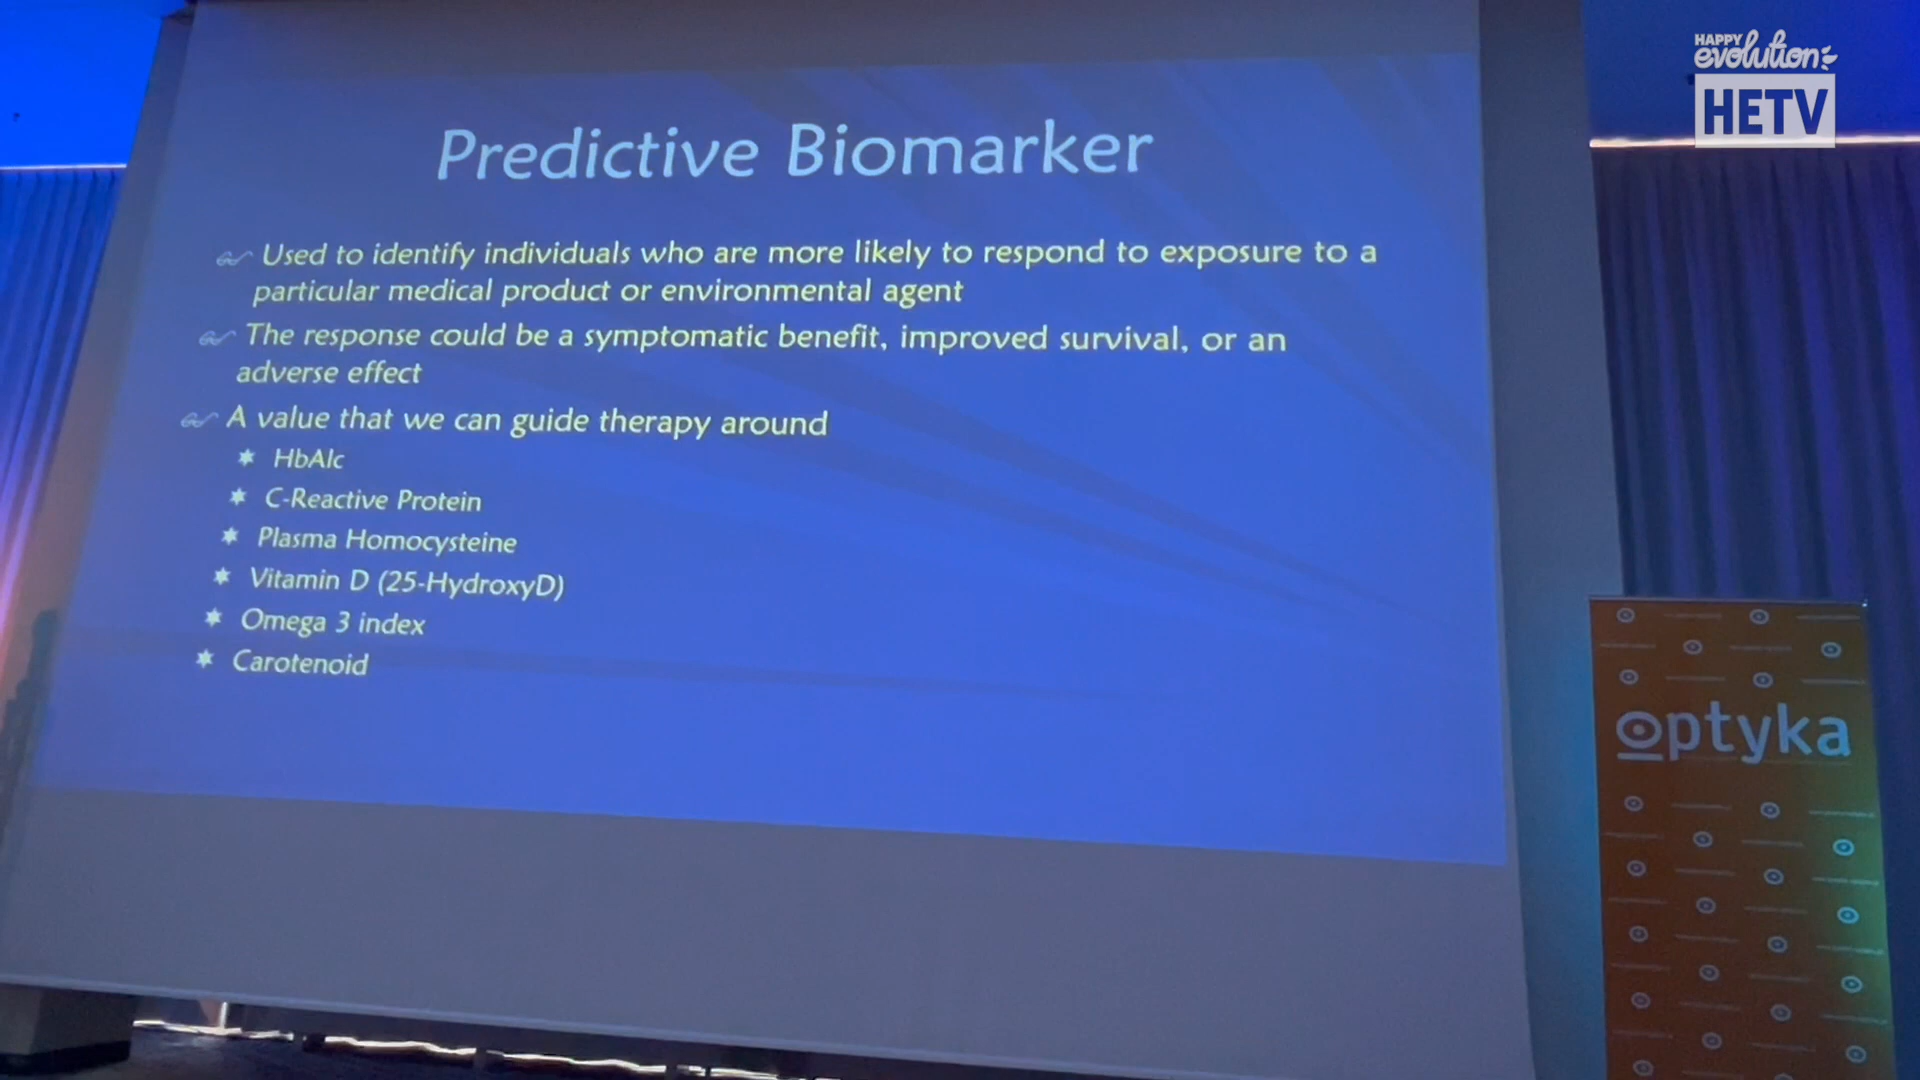 HAPPY
evolution
HETV
Predictive Biomarker
Used to identify individuals who are more likely to respond to exposure to a
particular medical product or environmental agent
The response could be a symptomatic benefit, improved survival, or an
adverse effect
A value that we can guide therapy around
HbA1c
C-Reactive Protein
Plasma Homocysteine
Vitamin D (25-HydroxyD)
Omega 3 index
Carotenoid
optyka